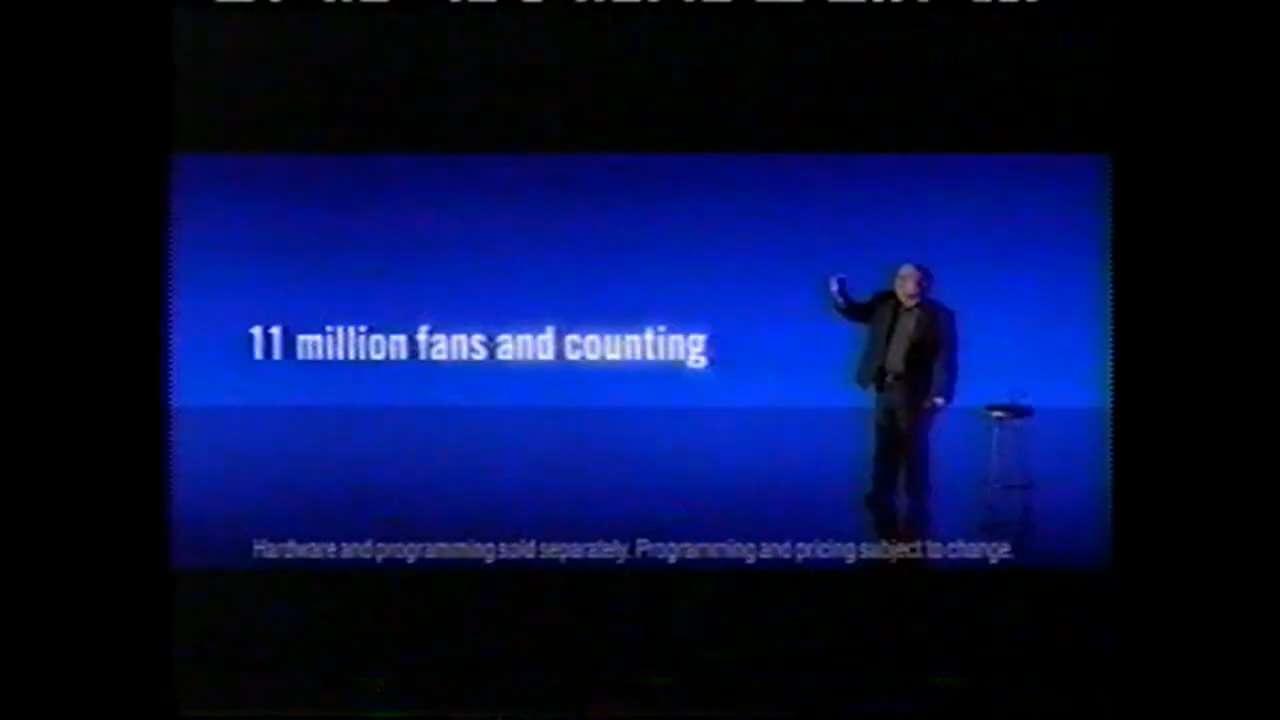 11 million fans and counting
Hardware and programming sold separately. Programming and pricing subject to change.